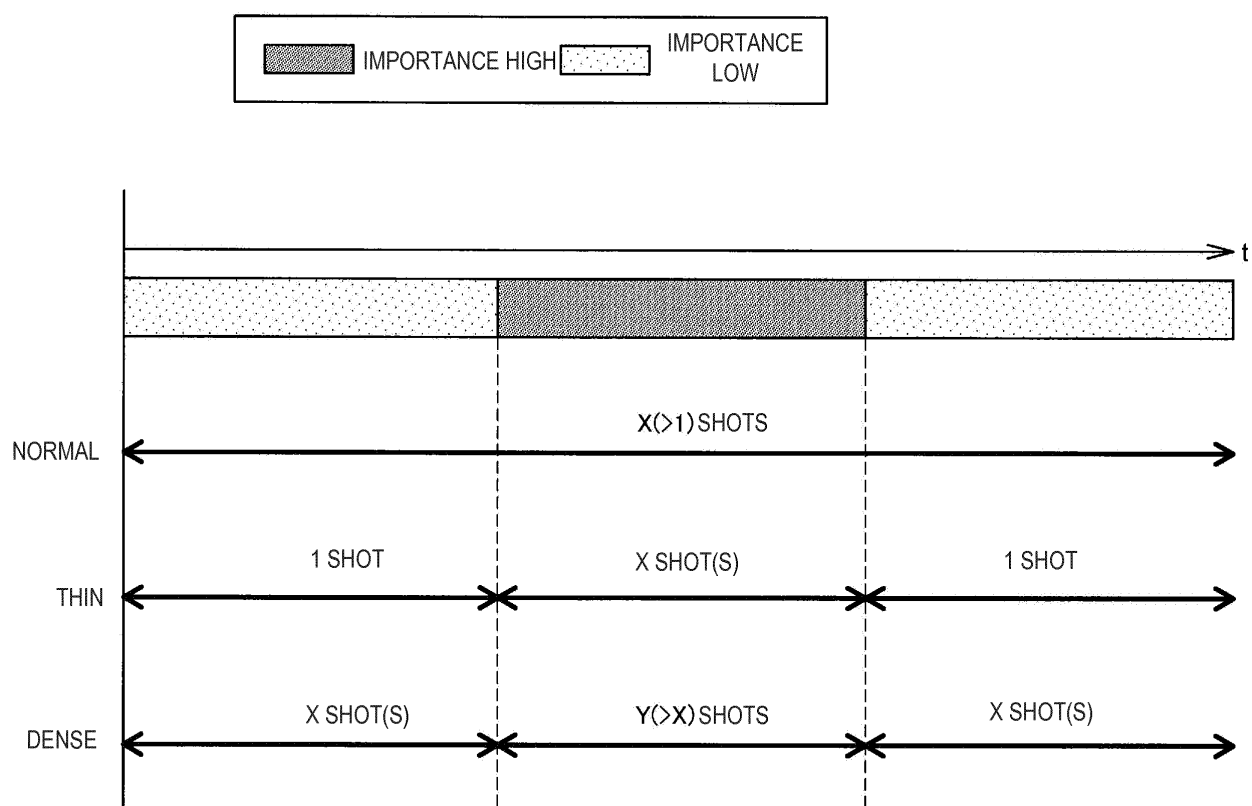 IMPORTANCE HIGH
IMPORTANCE
LOW
t
X(>1) SHOTS
NORMAL
1 SHOT
X SHOT(S)
1 SHOT
THIN
X SHOT(S)
Y(>X) SHOTS
X SHOT(S)
DENSE